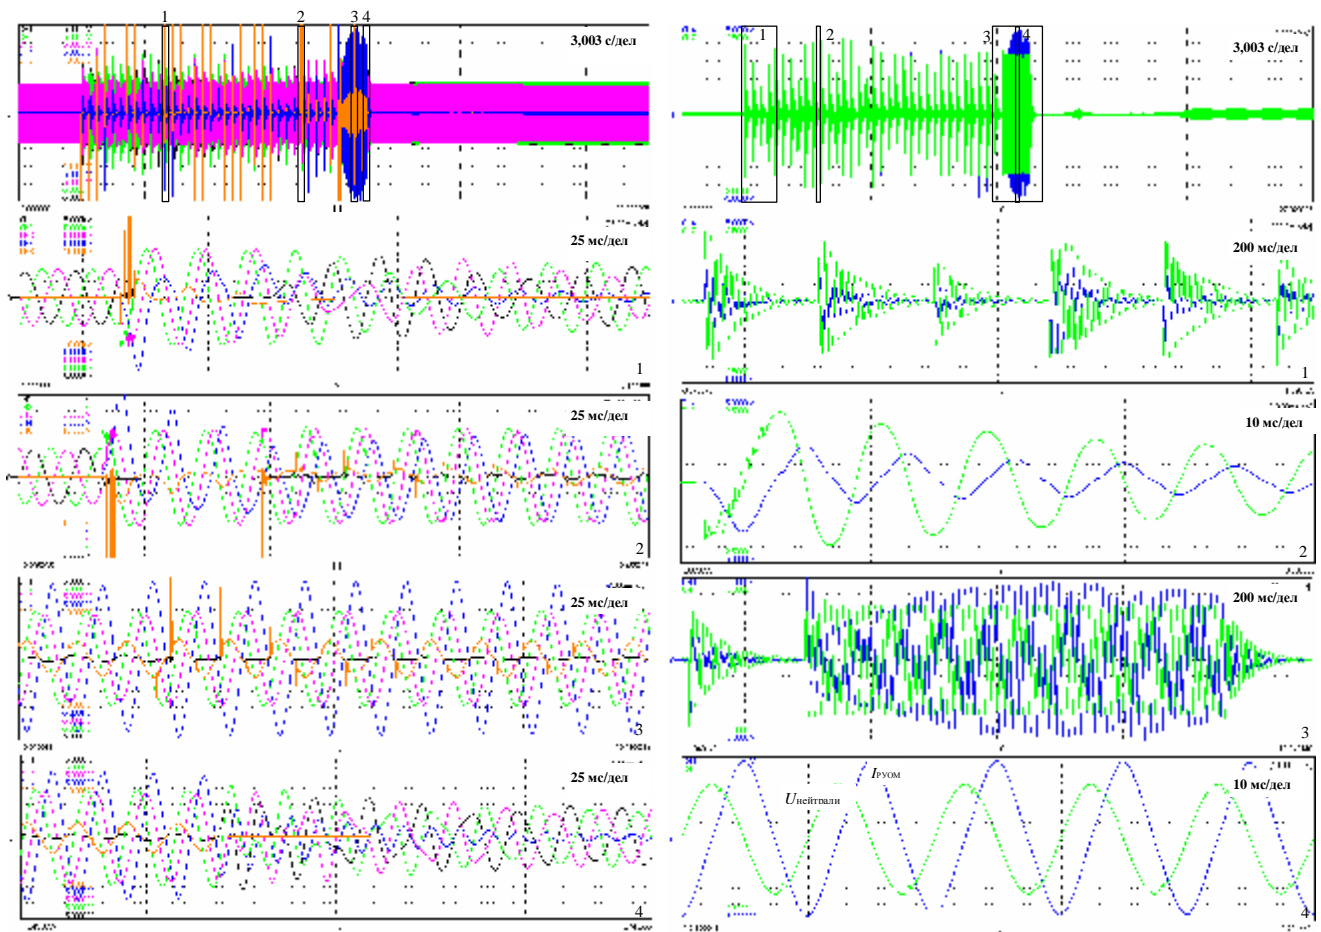 1 2 3 4
3,003 с/дел
25 мс/дел
1
25 мс/дел
2
25 мс/дел
3
25 мс/дел
4
1 2 3 4
3,003 с/дел
200 мс/дел
1
10 мс/дел
2
200 мс/дел
3
IРУОМ
Uнейтрали
10 мс/дел
4